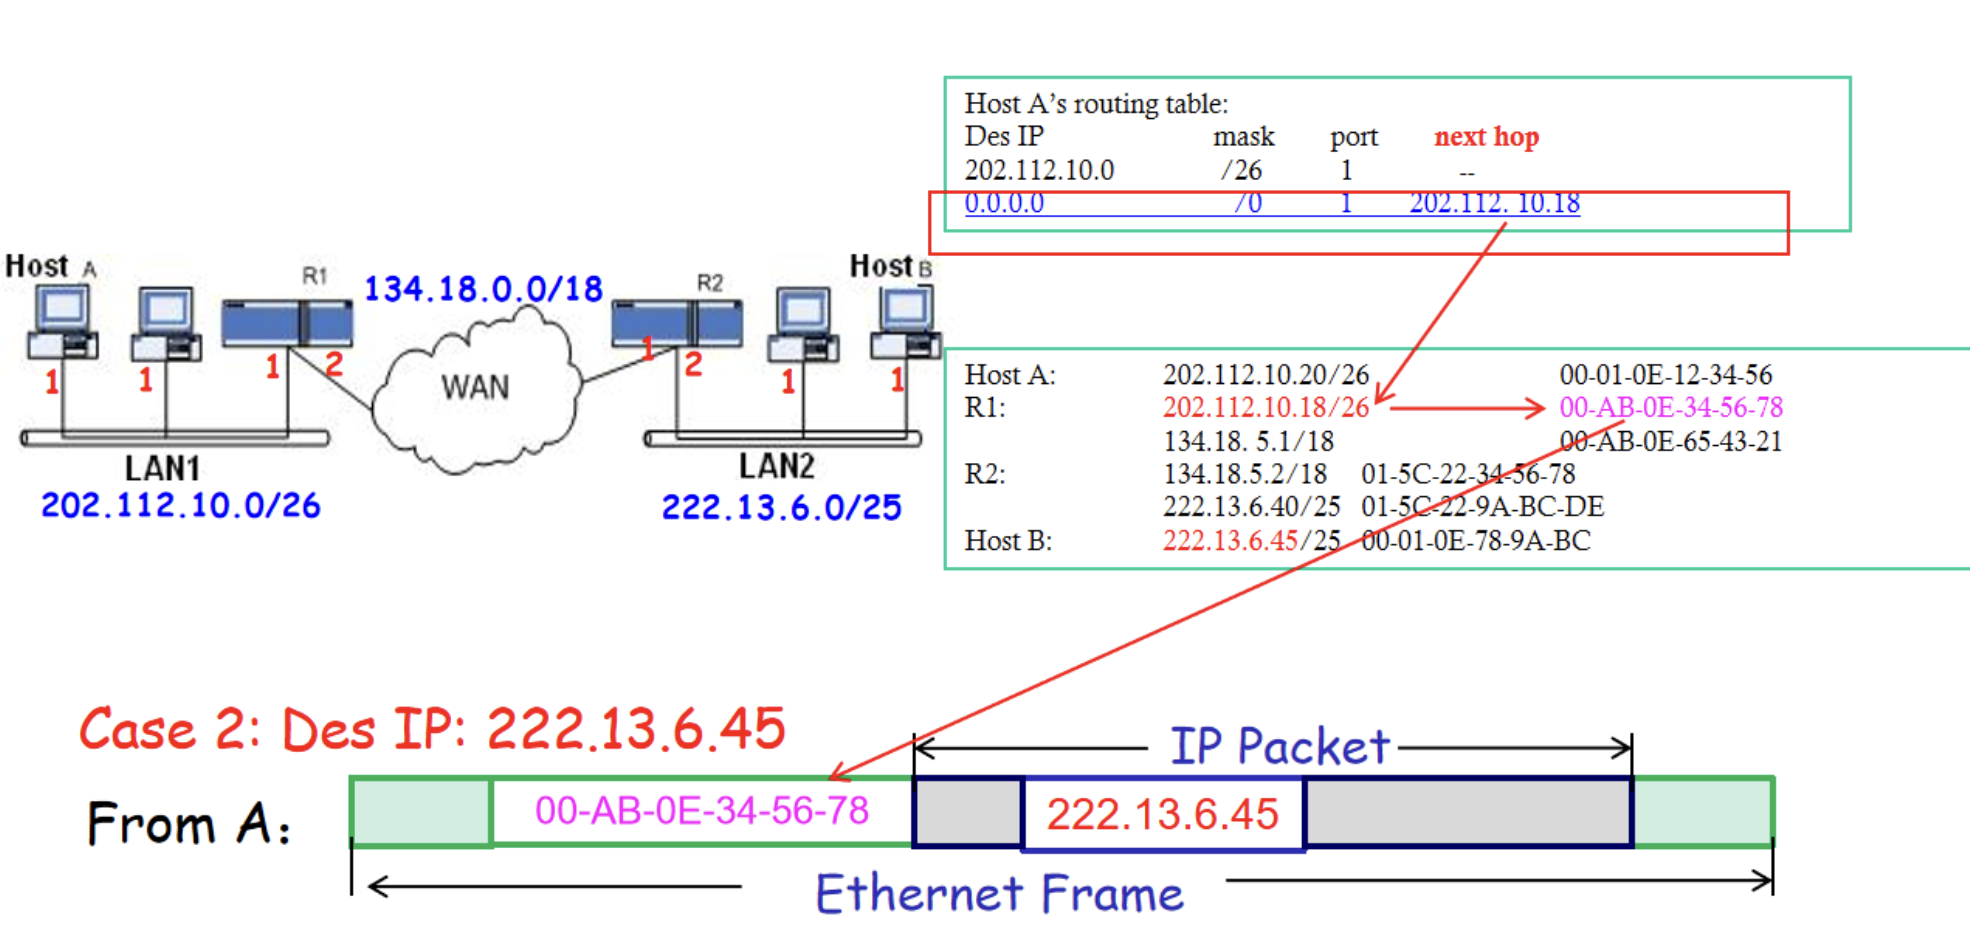 Host A's routing table:
Des IP mask port next hop
202.112.10.0 /26 1 --
0.0.0.0 /0 1 202.112. 10.18
Host A R1 134.18.0.0/18 R2 Host B
1 1 1 2 WAN 1 2 1 1
LAN1 LAN2
202.112.10.0/26 222.13.6.0/25
Host A: 202.112.10.20/26 00-01-0E-12-34-56
R1: 202.112.10.18/26 00-AB-0E-34-56-78
134.18. 5.1/18 00-AB-0E-65-43-21
R2: 134.18.5.2/18 01-5C-22-34-56-78
222.13.6.40/25 01-5C-22-9A-BC-DE
Host B: 222.13.6.45/25 00-01-0E-78-9A-BC
Case 2: Des IP: 222.13.6.45
IP Packet
From A: 00-AB-0E-34-56-78 222.13.6.45
Ethernet Frame